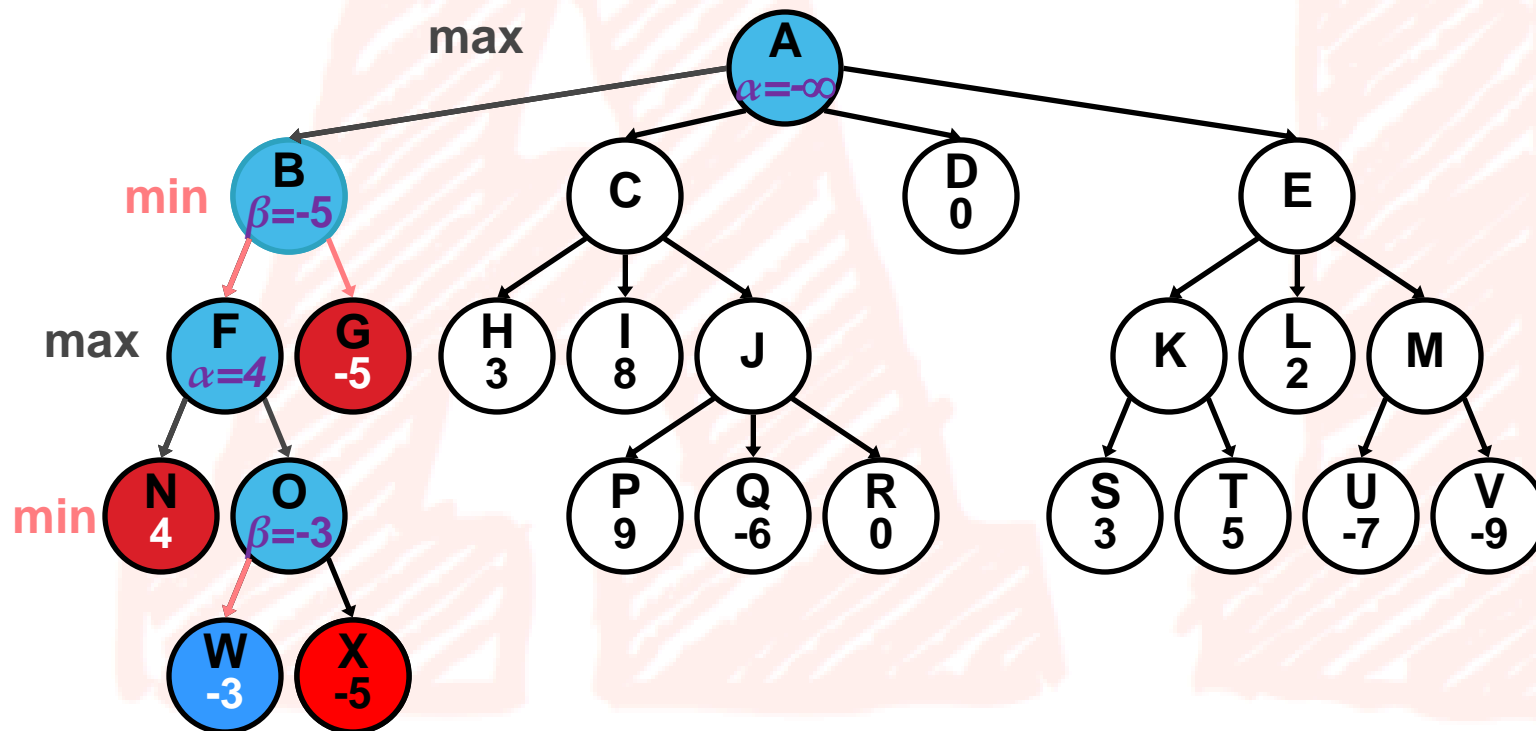 max
A
α=-∞
min
B
β=-5
C
D
0
E
max
F
α=4
G
-5
H
3
I
8
J
K
L
2
M
min
N
4
O
β=-3
P
9
Q
-6
R
0
S
3
T
5
U
-7
V
-9
W
-3
X
-5